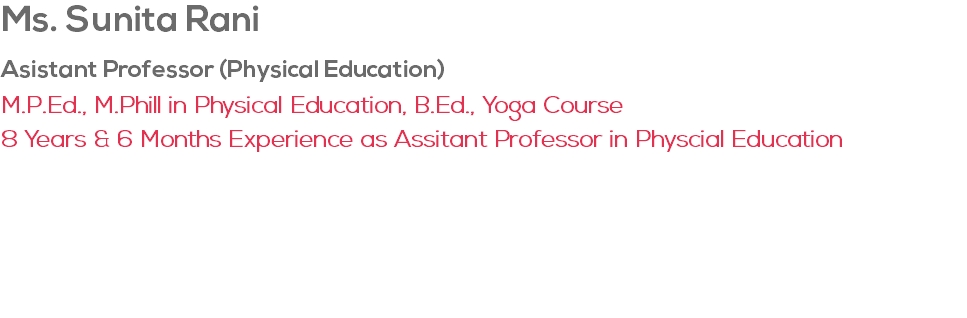 Ms. Sunita Rani
Asistant Professor (Physical Education)
M.P.Ed., M.Phill in Physical Education, B.Ed., Yoga Course
8 Years & 6 Months Experience as Assitant Professor in Physcial Education